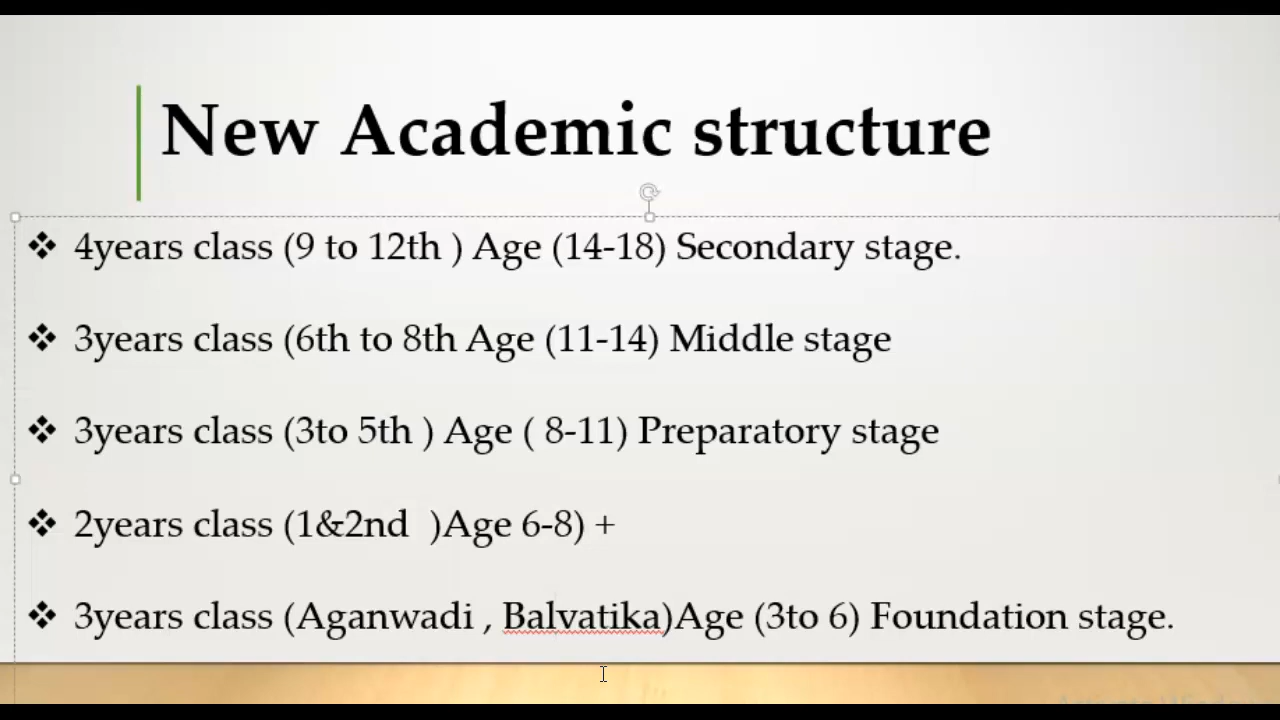 New Academic structure
❖ 4years class (9 to 12th ) Age (14-18) Secondary stage.
❖ 3years class (6th to 8th Age (11-14) Middle stage
❖ 3years class (3to 5th ) Age ( 8-11) Preparatory stage
❖ 2years class (1&2nd  )Age 6-8) +
❖ 3years class (Aganwadi , Balvatika)Age (3to 6) Foundation stage.